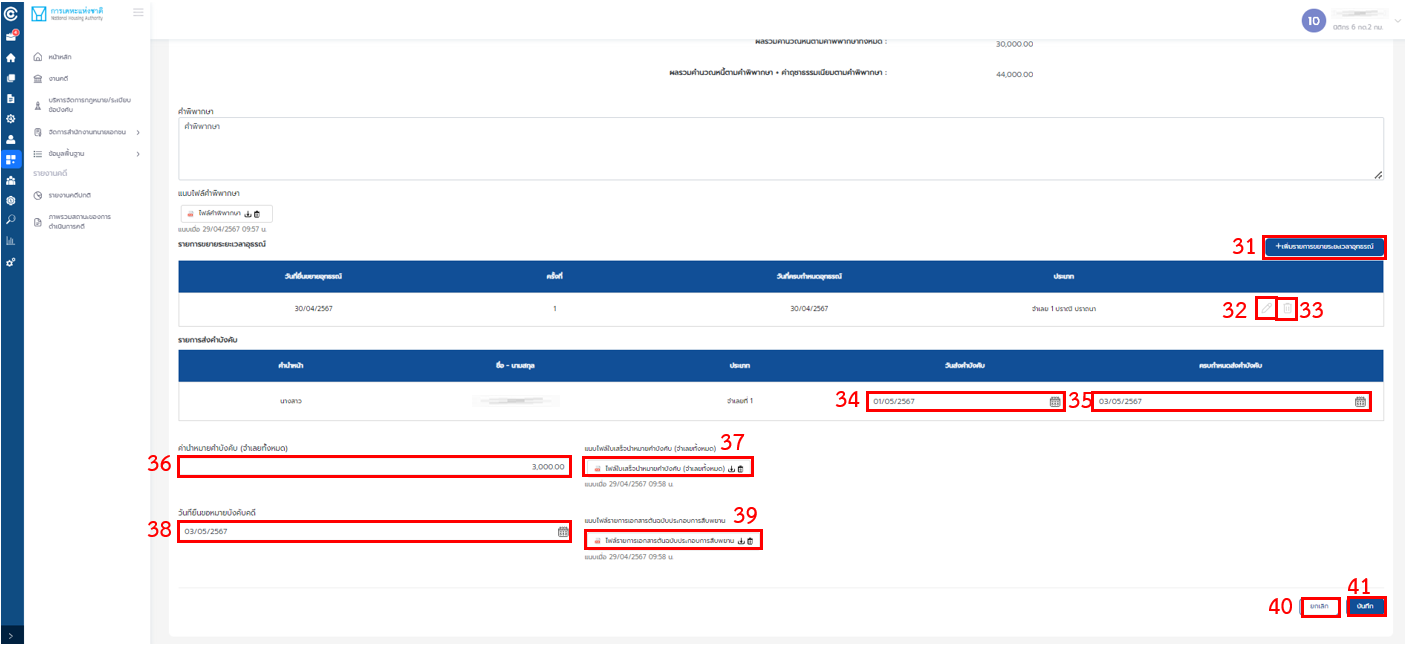 การเคหะแห่งชาติ
National Housing Authority
4
10
นิติกร 6 กด.2 กม.
หน้าหลัก
งานคดี
บริหารจัดการกฎหมาย/ระเบียบ
ข้อบังคับ
จัดการสำนักงานทนายเอกชน
ข้อมูลพื้นฐาน
รายงานคดี
รายงานคดีปกติ
ภาพรวมสถานะของการ
ดำเนินการคดี
ผลรวมคำนวณหนี้ตามคำพิพากษาทั้งหมด :
30,000.00
ผลรวมคำนวณหนี้ตามคำพิพากษา + ค่าฤชาธรรมเนียมตามคำพิพากษา :
44,000.00
คำพิพากษา
คำพิพากษา
แนบไฟล์คำพิพากษา
ไฟล์คำพิพากษา
แนบเมื่อ 29/04/2567 09:57 น.
รายการขยายระยะเวลาอุธรณ์
31
+เพิ่มรายการขยายระยะเวลาอุธรณ์
วันที่ยื่นขยายอุทธรณ์ ครั้งที่ วันที่ครบกำหนดอุทธรณ์ ประเภท
30/04/2567 1 30/04/2567 จำเลย 1 ปราณี ปรารถนา
32 33
รายการส่งคำบังคับ
คำนำหน้า ชื่อ - นามสกุล ประเภท วันส่งคำบังคับ ครบกำหนดส่งคำบังคับ
นางสาว จำเลยที่ 1 34 01/05/2567 35 03/05/2567
ค่านำหมายคำบังคับ (จำเลยทั้งหมด)
36 3,000.00
แนบไฟล์ใบเสร็จนำหมายคำบังคับ (จำเลยทั้งหมด) 37
ไฟล์ใบเสร็จนำหมายคำบังคับ (จำเลยทั้งหมด)
แนบเมื่อ 29/04/2567 09:58 น.
วันที่ยื่นขอหมายบังคับคดี
38 03/05/2567
แนบไฟล์รายการเอกสารต้นฉบับประกอบการสืบพยาน 39
ไฟล์รายการเอกสารต้นฉบับประกอบการสืบพยาน
แนบเมื่อ 29/04/2567 09:58 น.
40 ยกเลิก
41 บันทึก